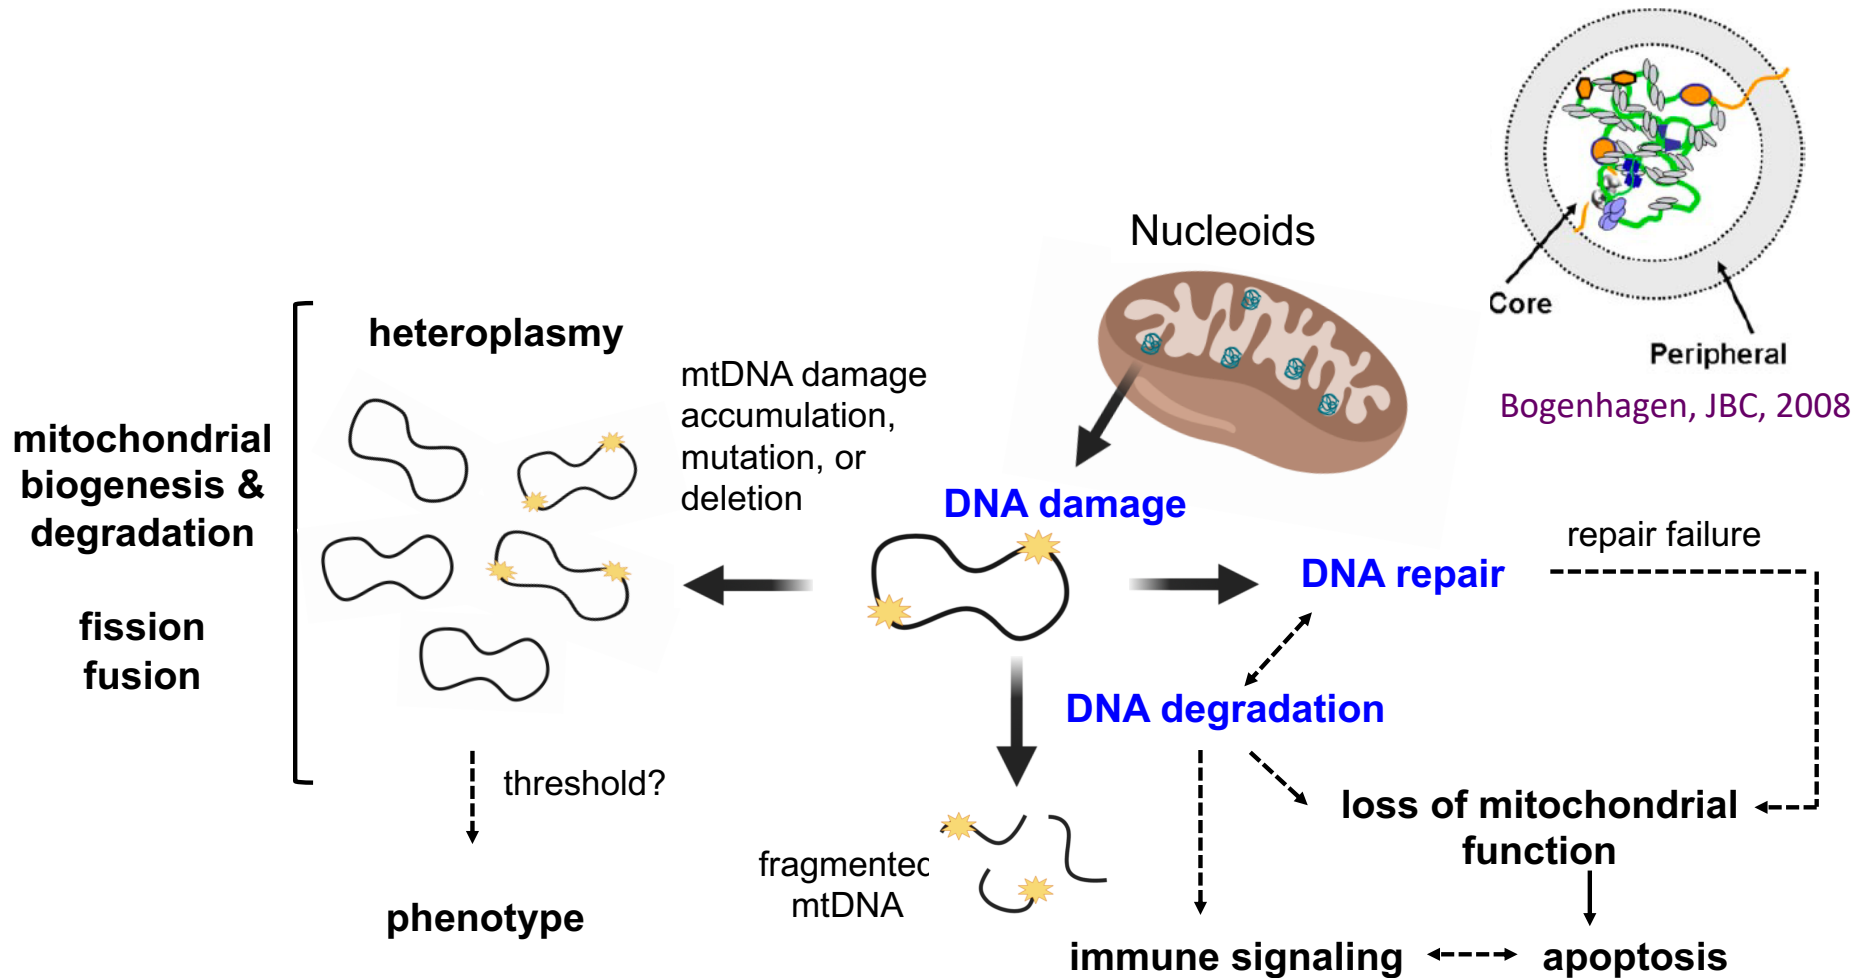 Nucleoids
Core
Peripheral
Bogenhagen, JBC, 2008
heteroplasmy
mtDNA damage
accumulation,
mutation, or
deletion
mitochondrial
biogenesis &
degradation
fission
fusion
DNA damage
repair failure
DNA repair
DNA degradation
threshold?
loss of mitochondrial
function
fragmented
mtDNA
phenotype
immune signaling
apoptosis